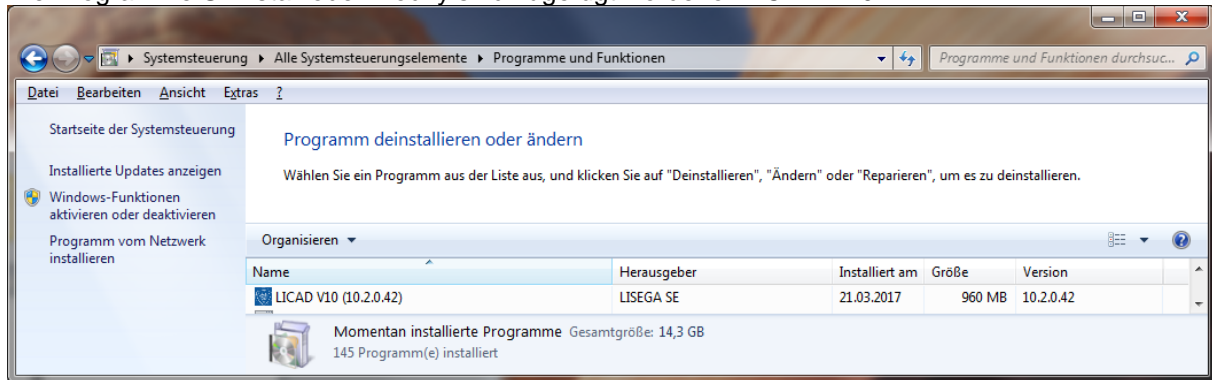 Systemsteuerung ▸ Alle Systemsteuerungselemente ▸ Programme und Funktionen
Programme und Funktionen durchsuc...
Datei Bearbeiten Ansicht Extras ?
Startseite der Systemsteuerung
Installierte Updates anzeigen
Windows-Funktionen
aktivieren oder deaktivieren
Programm vom Netzwerk
installieren
Programm deinstallieren oder ändern
Wählen Sie ein Programm aus der Liste aus, und klicken Sie auf "Deinstallieren", "Ändern" oder "Reparieren", um es zu deinstallieren.
Organisieren
Name Herausgeber Installiert am Größe Version
LICAD V10 (10.2.0.42) LISEGA SE 21.03.2017 960 MB 10.2.0.42
Momentan installierte Programme Gesamtgröße: 14,3 GB
145 Programm(e) installiert